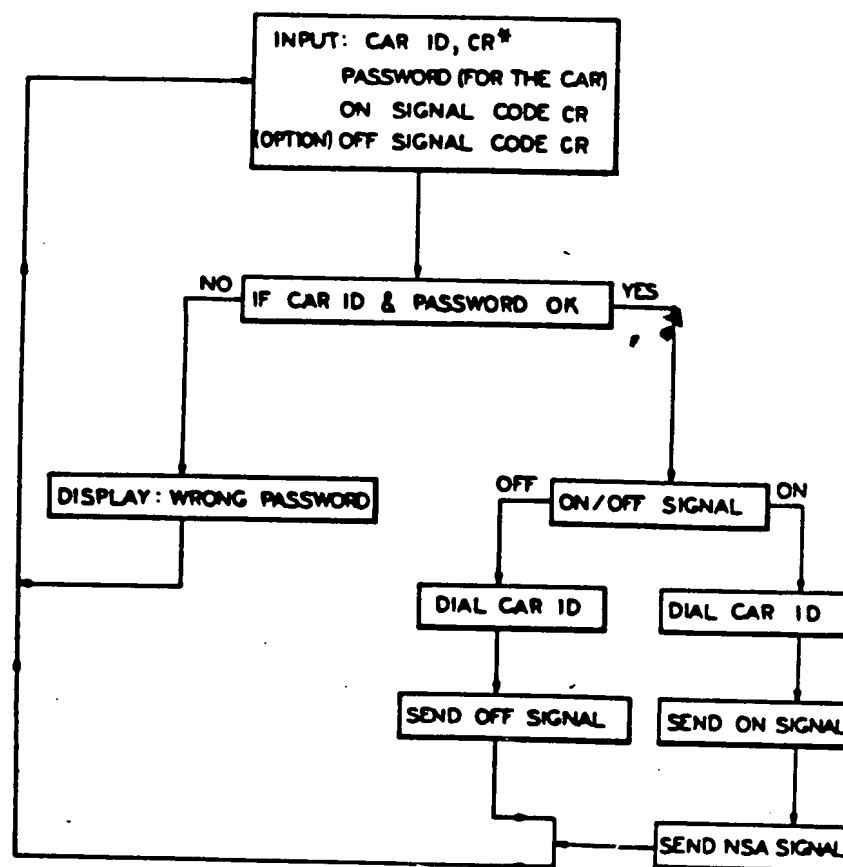 INPUT: CAR ID, CR*
PASSWORD (FOR THE CAR)
ON SIGNAL CODE CR
(OPTION) OFF SIGNAL CODE CR
NO
IF CAR ID & PASSWORD OK
YES
DISPLAY: WRONG PASSWORD
OFF
ON/OFF SIGNAL
ON
DIAL CAR ID
DIAL CAR ID
SEND OFF SIGNAL
SEND ON SIGNAL
SEND NSA SIGNAL